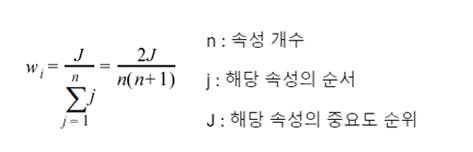 w_i = J / ∑_{j=1}^{n} j = 2J / n(n+1)
n : 속성 개수
j : 해당 속성의 순서
J : 해당 속성의 중요도 순위